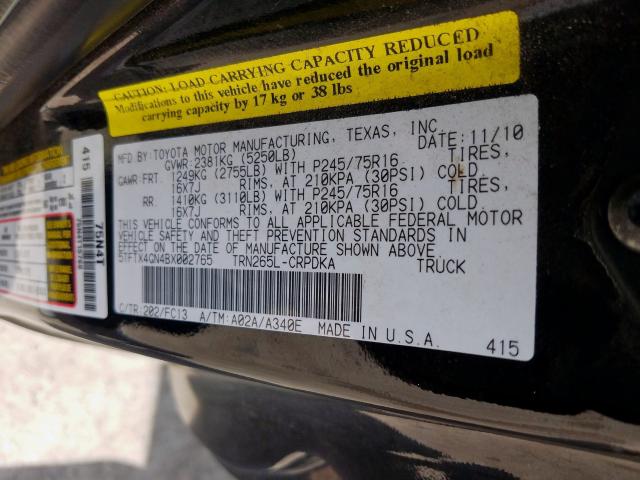 CAUTION: LOAD CARRYING CAPACITY REDUCED
Modifications to this vehicle have reduced the original load
carrying capacity by 17 kg or 38 lbs
MFD. BY: TOYOTA MOTOR MANUFACTURING, TEXAS, INC. DATE: 11/10
GVWR: 2381KG (5250LB)
GAWR: FRT. 1249KG (2755LB) WITH P245/75R16 TIRES,
16X7J RIMS, AT 210KPA (30PSI) COLD
RR. 1410KG (3110LB) WITH P245/75R16 TIRES,
16X7J RIMS, AT 210KPA (30PSI) COLD
THIS VEHICLE CONFORMS TO ALL APPLICABLE FEDERAL MOTOR
VEHICLE SAFETY AND THEFT PREVENTION STANDARDS IN
EFFECT ON THE DATE OF MANUFACTURE SHOWN ABOVE.
5TFTX4GN4BX002765 TRN265L-CRPDKA TRUCK
C/TR: 202/FC13 A/TM: A02A/A340E MADE IN U.S.A.
415
415
75N4T